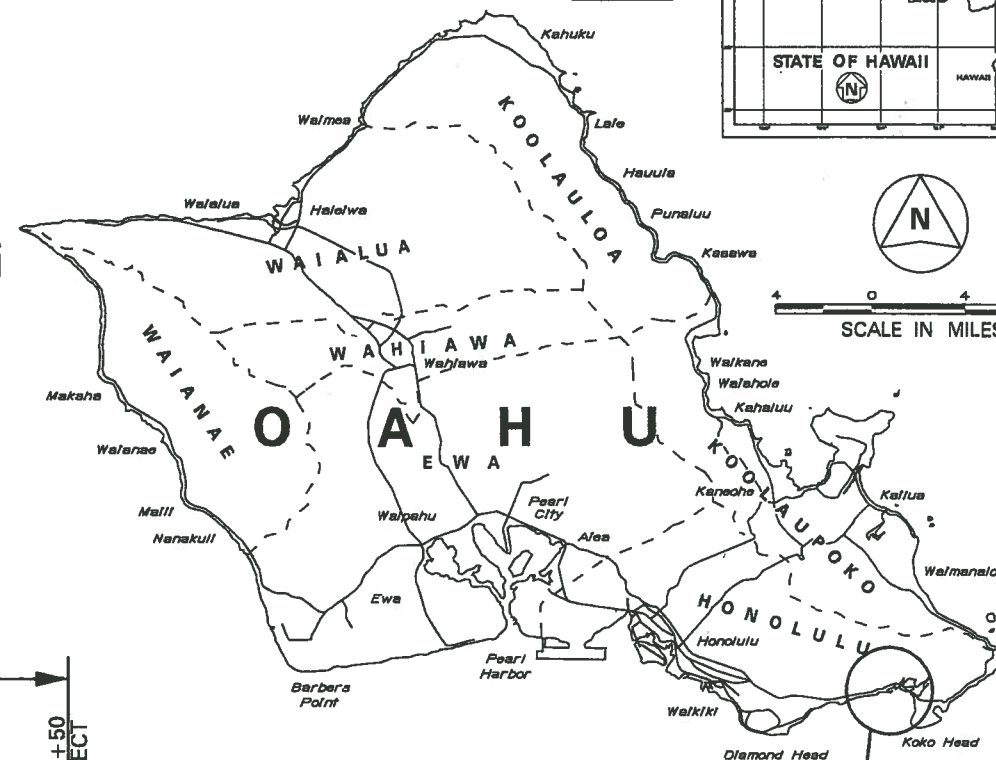 Kahuku
STATE OF HAWAII
N
HAWAII
KOOLAULOA
Waimea
Laie
Hauula
Waialua
Haleiwa
Punaluu
N
WAIALUA
Kaaawa
4 0 4
SCALE IN MILES
WAIANAE
WAHIAWA
Wahiawa
Waikane
Waiahole
Makaha
Kahaluu
O A H U
Waianae
KOOLAUPOKO
EWA
Kaneohe
Kailua
Maili
Waipahu
Pearl
City
Nanakuli
Aiea
Waimanalo
Ewa
HONOLULU
Honolulu
Pearl
Harbor
Barbers
Point
Waikiki
+50
ECT
Koko Head
Diamond Head